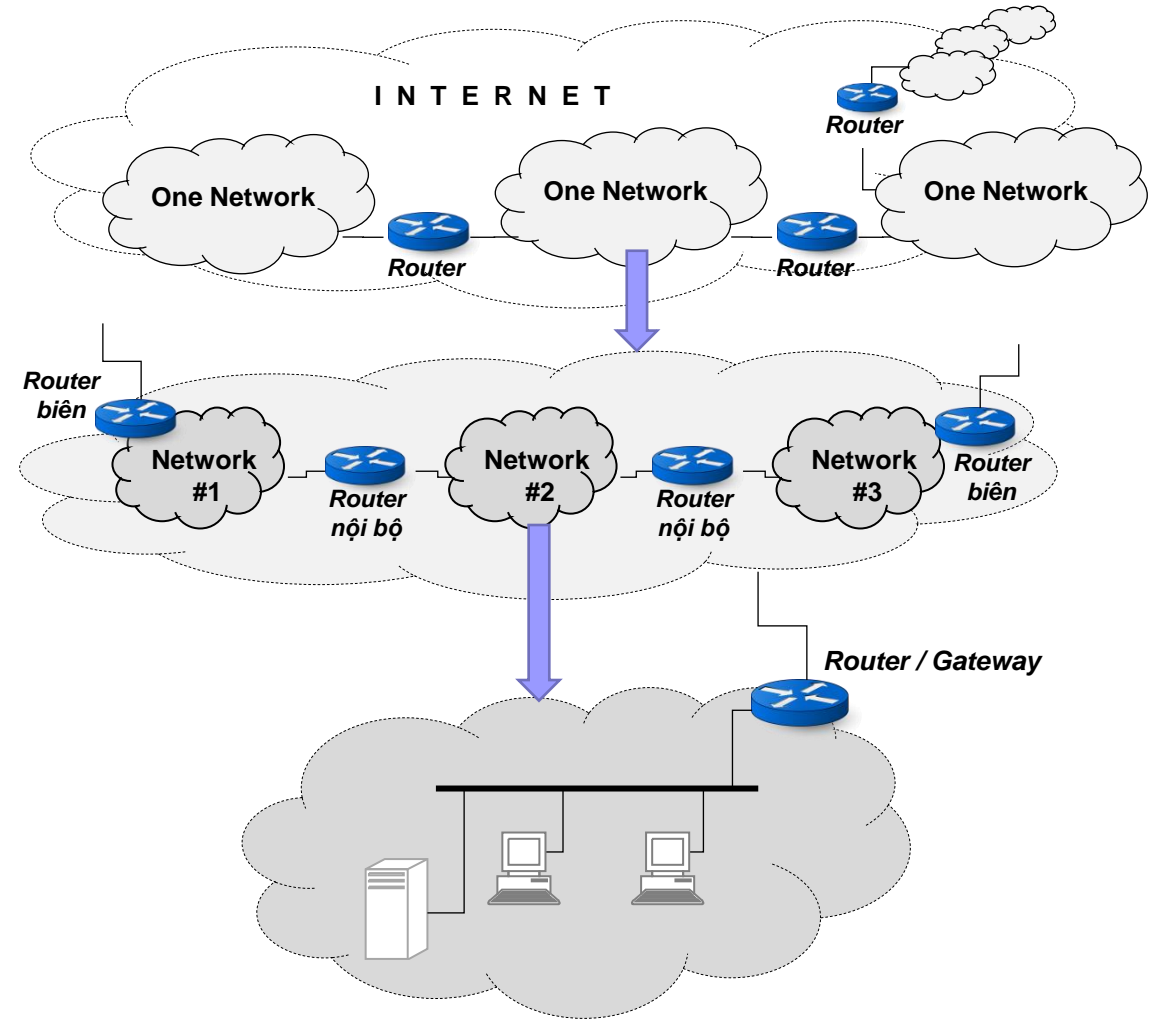 I N T E R N E T
Router
One Network
One Network
One Network
Router
Router
Router
biên
Network
#1
Network
#2
Network
#3
Router
biên
Router
nội bộ
Router
nội bộ
Router / Gateway